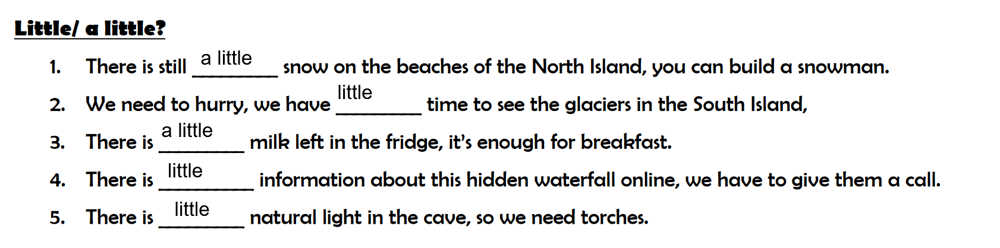 Little/ a little?
1. There is still a little snow on the beaches of the North Island, you can build a snowman.
2. We need to hurry, we have little time to see the glaciers in the South Island,
3. There is a little milk left in the fridge, it's enough for breakfast.
4. There is little information about this hidden waterfall online, we have to give them a call.
5. There is little natural light in the cave, so we need torches.